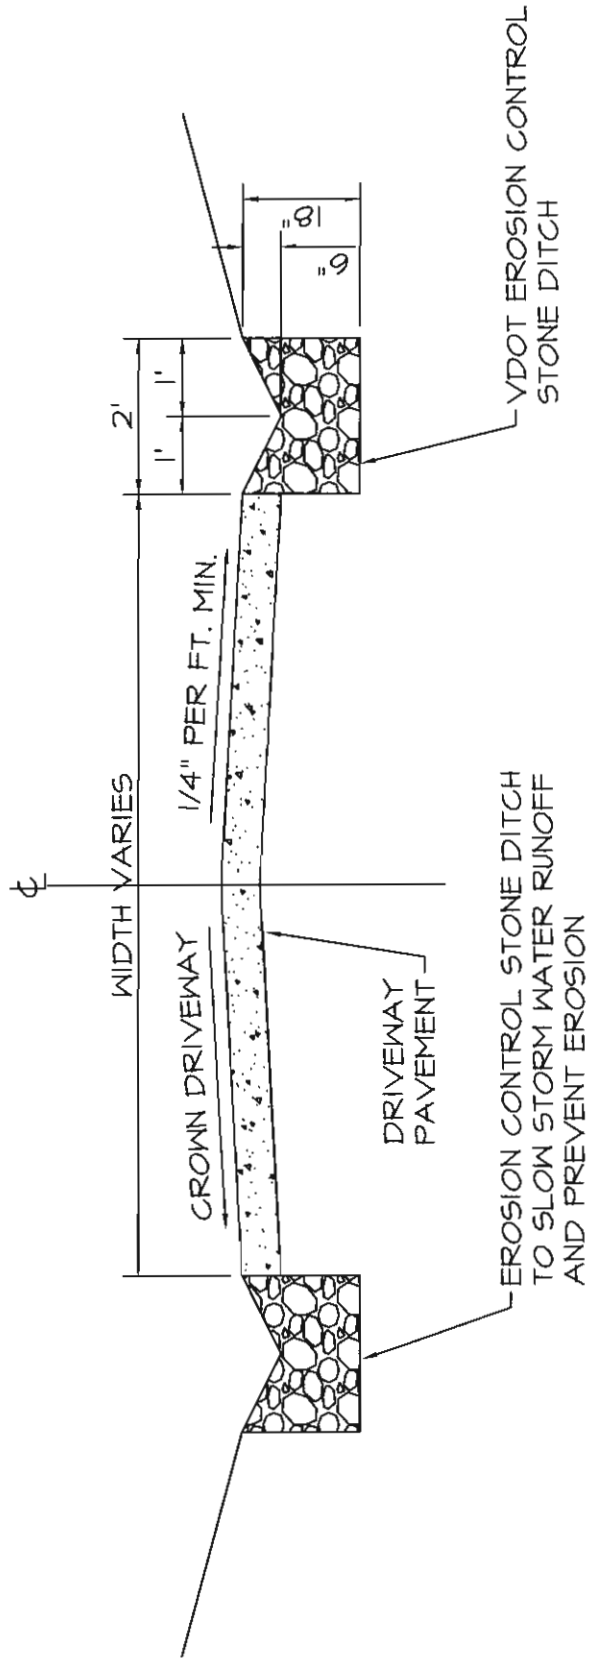 ℄
WIDTH VARIES
2'
1'
1'
CROWN DRIVEWAY
1/4" PER FT. MIN.
18"
6"
DRIVEWAY
PAVEMENT
EROSION CONTROL STONE DITCH
TO SLOW STORM WATER RUNOFF
AND PREVENT EROSION
VDOT EROSION CONTROL
STONE DITCH